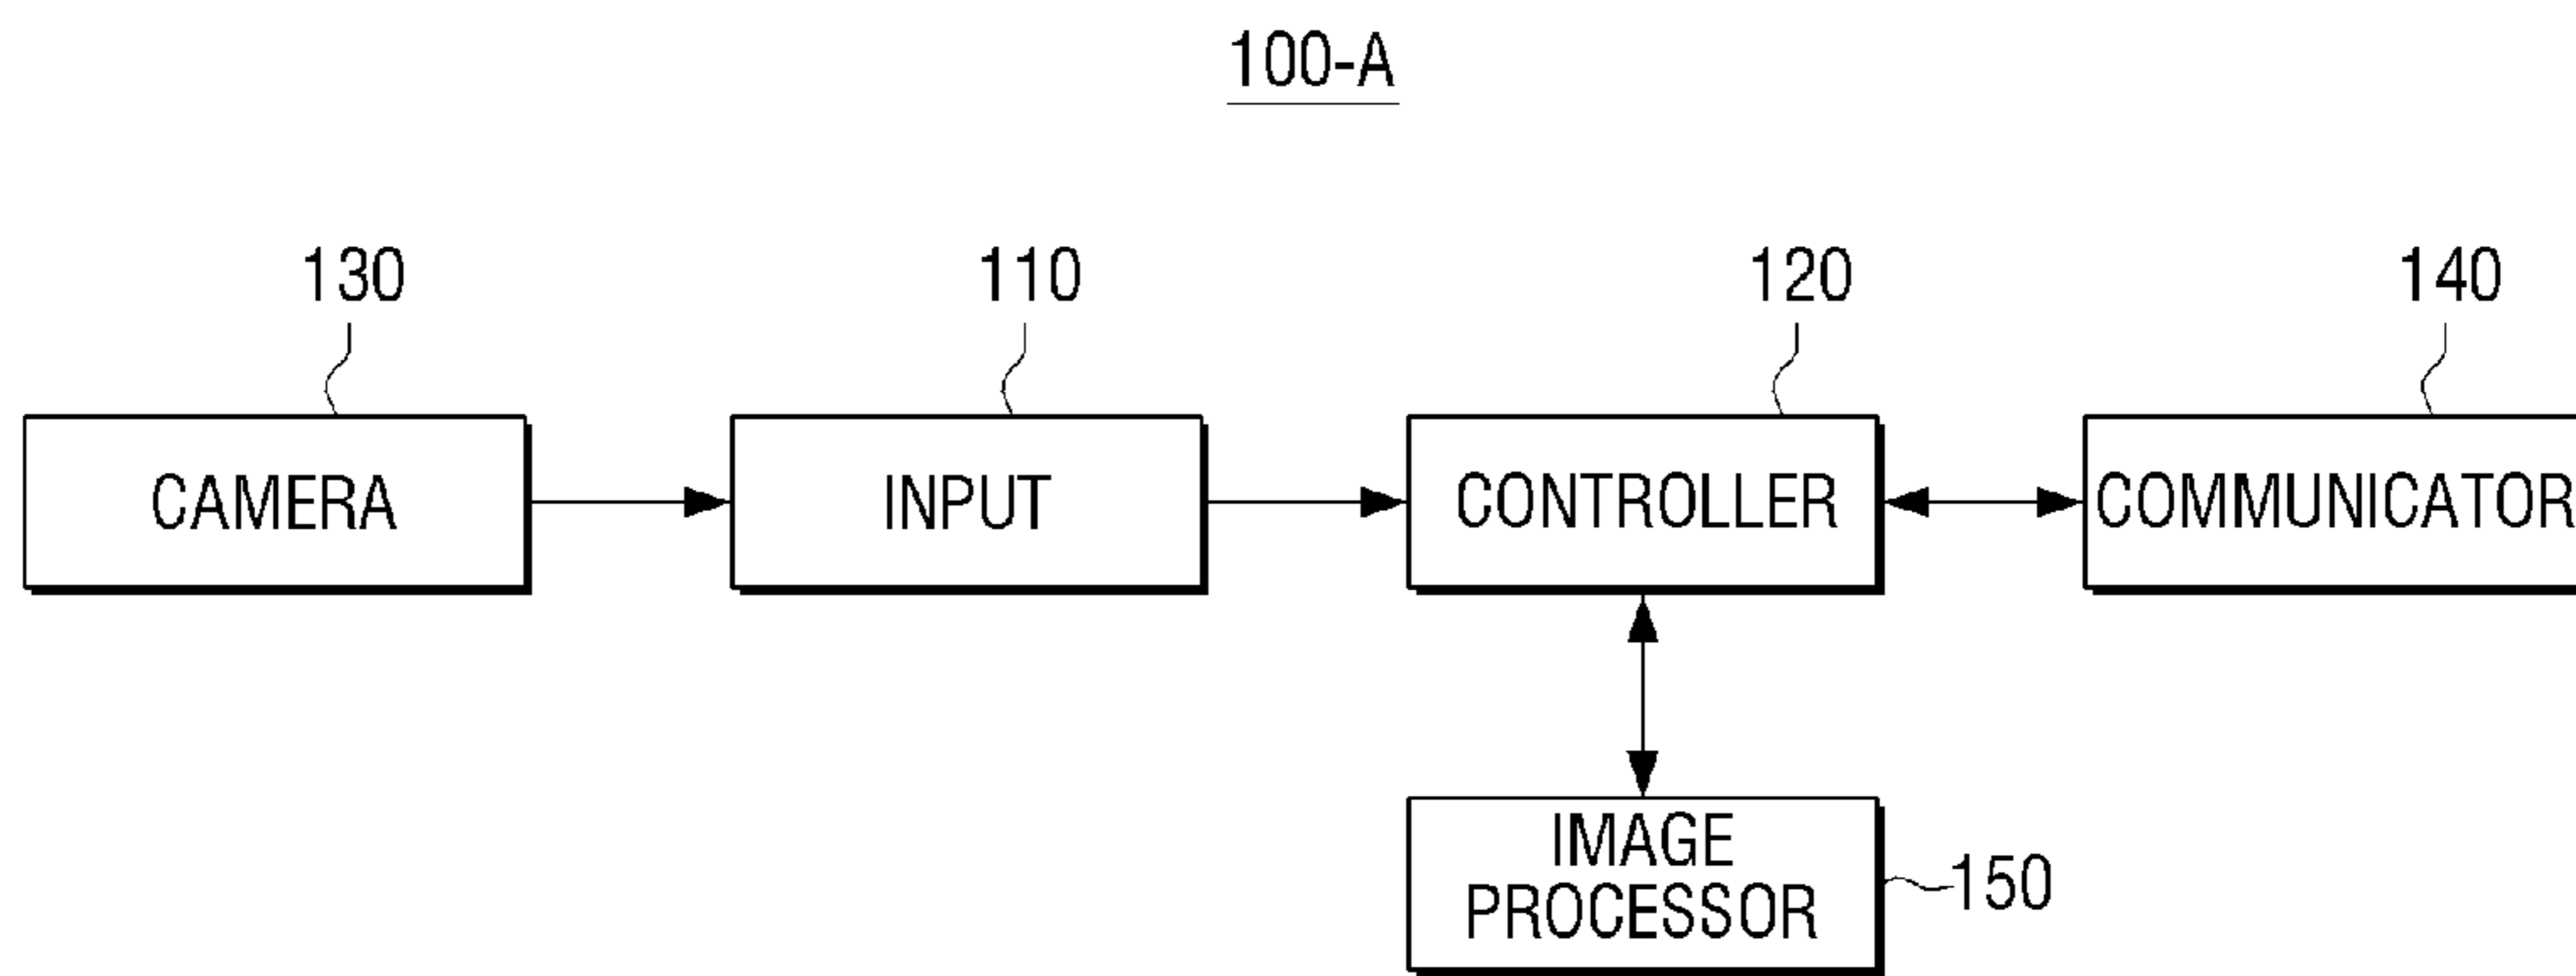 100-A
130
110
120
140
CAMERA
INPUT
CONTROLLER
COMMUNICATOR
IMAGE
PROCESSOR
150